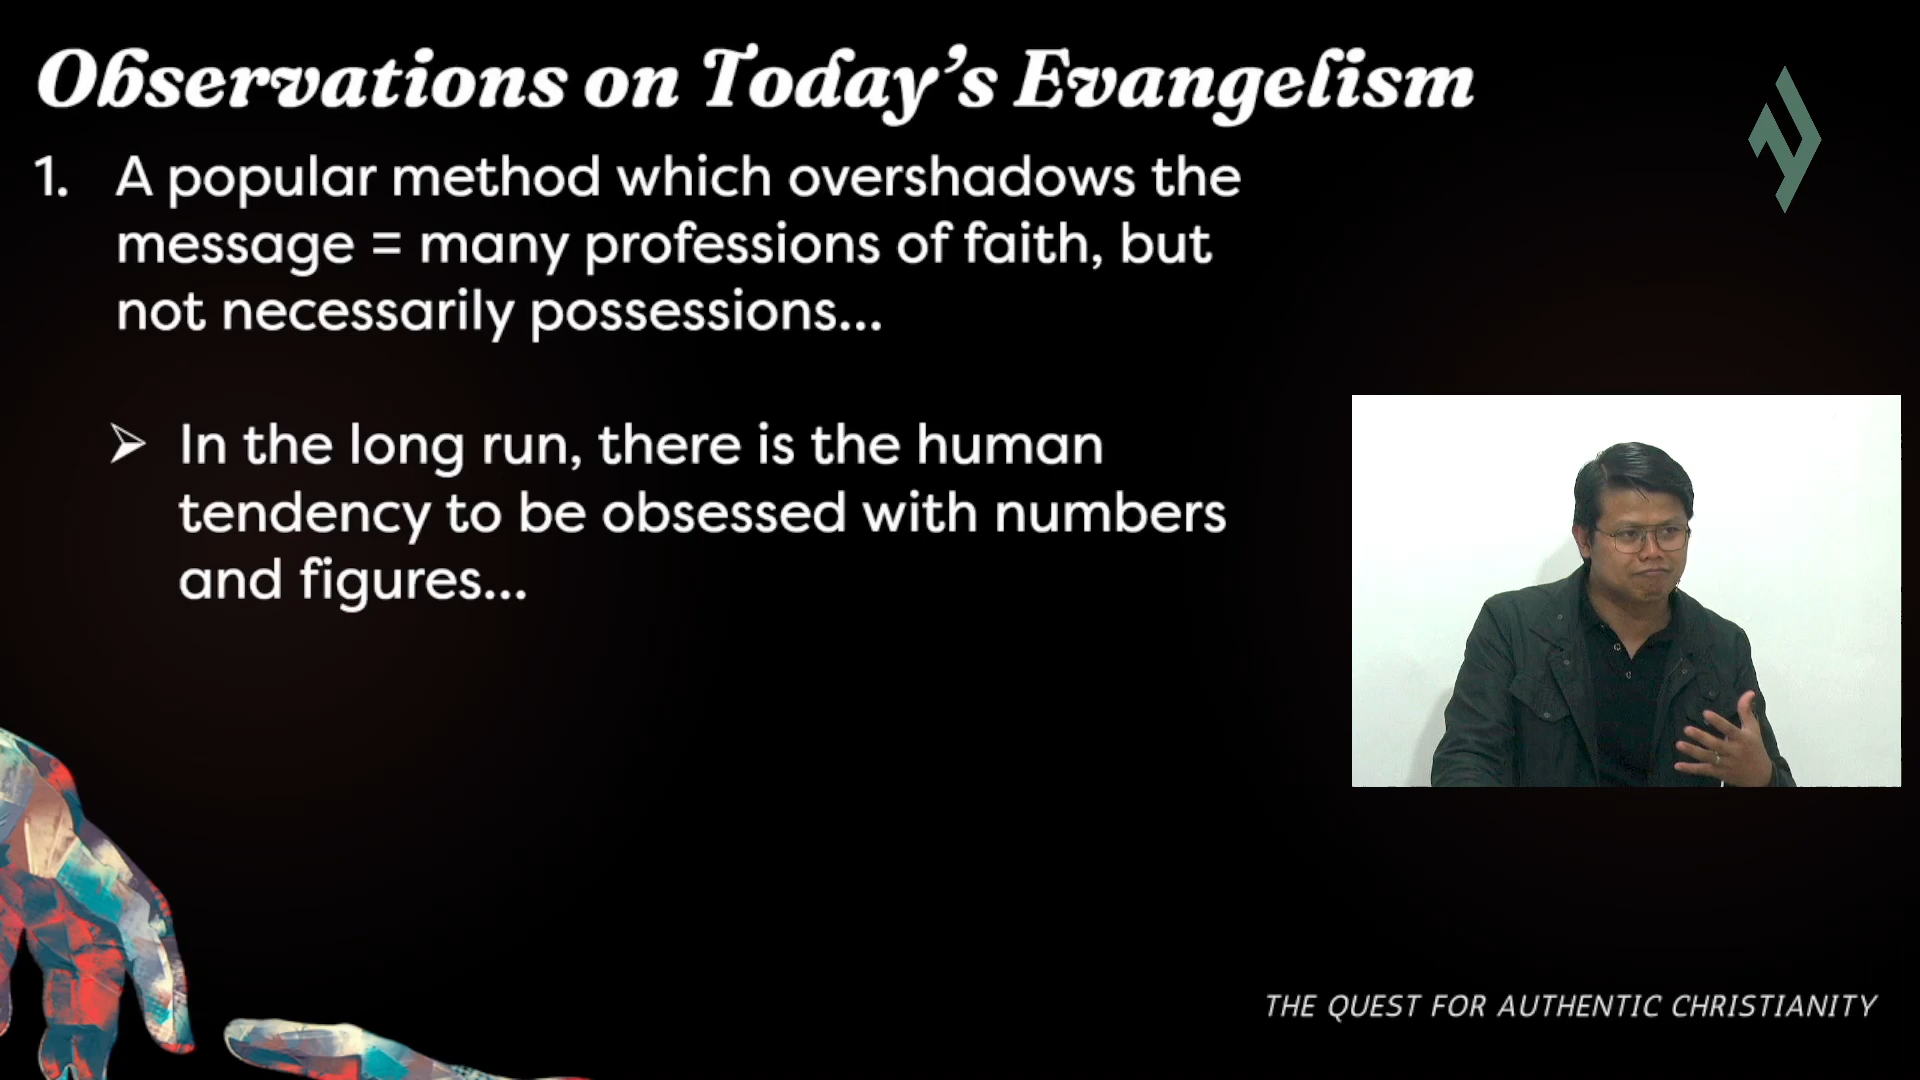 Observations on Today’s Evangelism
1. A popular method which overshadows the
message = many professions of faith, but
not necessarily possessions...
➢ In the long run, there is the human
tendency to be obsessed with numbers
and figures...
THE QUEST FOR AUTHENTIC CHRISTIANITY